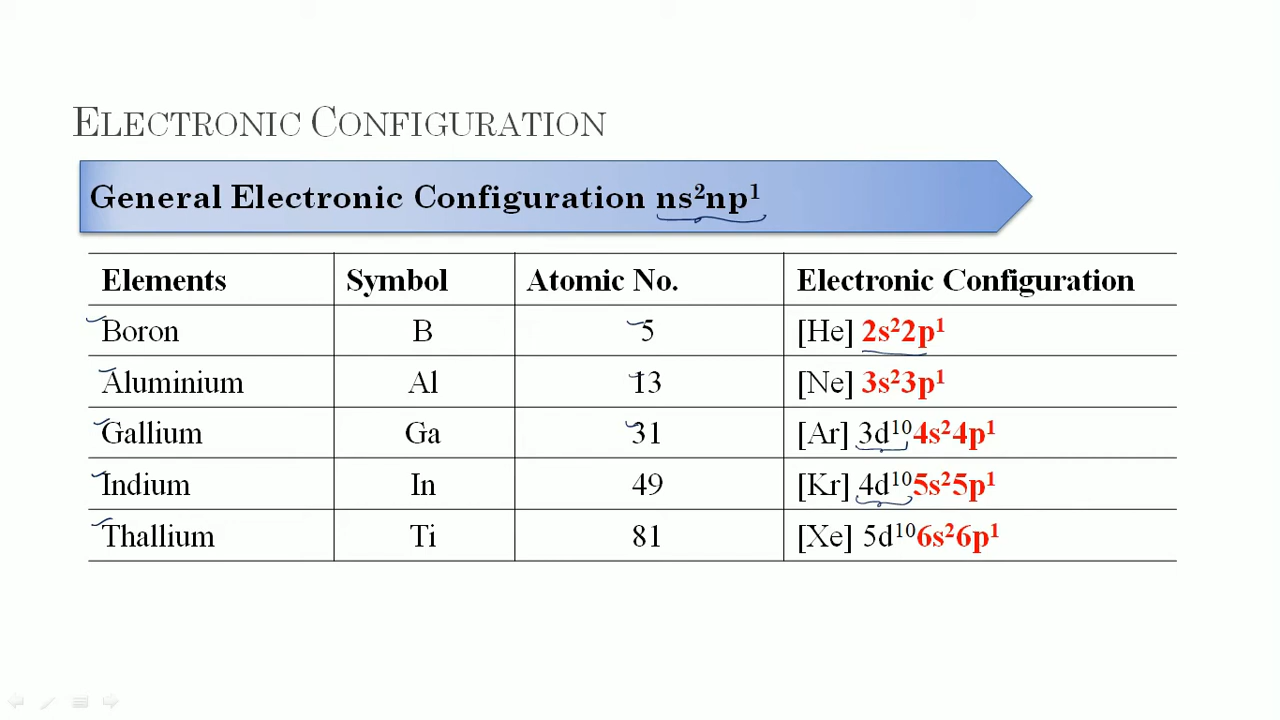 ELECTRONIC CONFIGURATION
General Electronic Configuration ns²np¹
Elements Symbol Atomic No. Electronic Configuration
Boron B 5 [He] 2s²2p¹
Aluminium Al 13 [Ne] 3s²3p¹
Gallium Ga 31 [Ar] 3d¹⁰4s²4p¹
Indium In 49 [Kr] 4d¹⁰5s²5p¹
Thallium Ti 81 [Xe] 5d¹⁰6s²6p¹